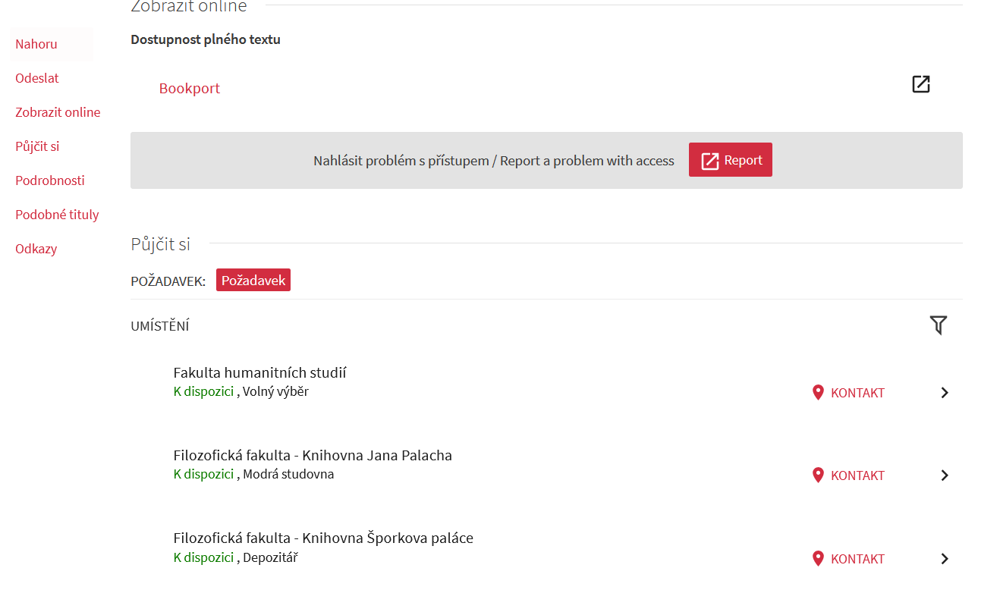 Zobrazit online
Dostupnost plného textu
Nahoru
Odeslat
Zobrazit online
Půjčit si
Podrobnosti
Podobné tituly
Odkazy
Bookport
Nahlásit problém s přístupem / Report a problem with access Report
Půjčit si
POŽADAVEK: Požadavek
UMÍSTĚNÍ
Fakulta humanitních studií
K dispozici , Volný výběr
KONTAKT
Filozofická fakulta - Knihovna Jana Palacha
K dispozici , Modrá studovna
KONTAKT
Filozofická fakulta - Knihovna Šporkova paláce
K dispozici , Depozitář
KONTAKT